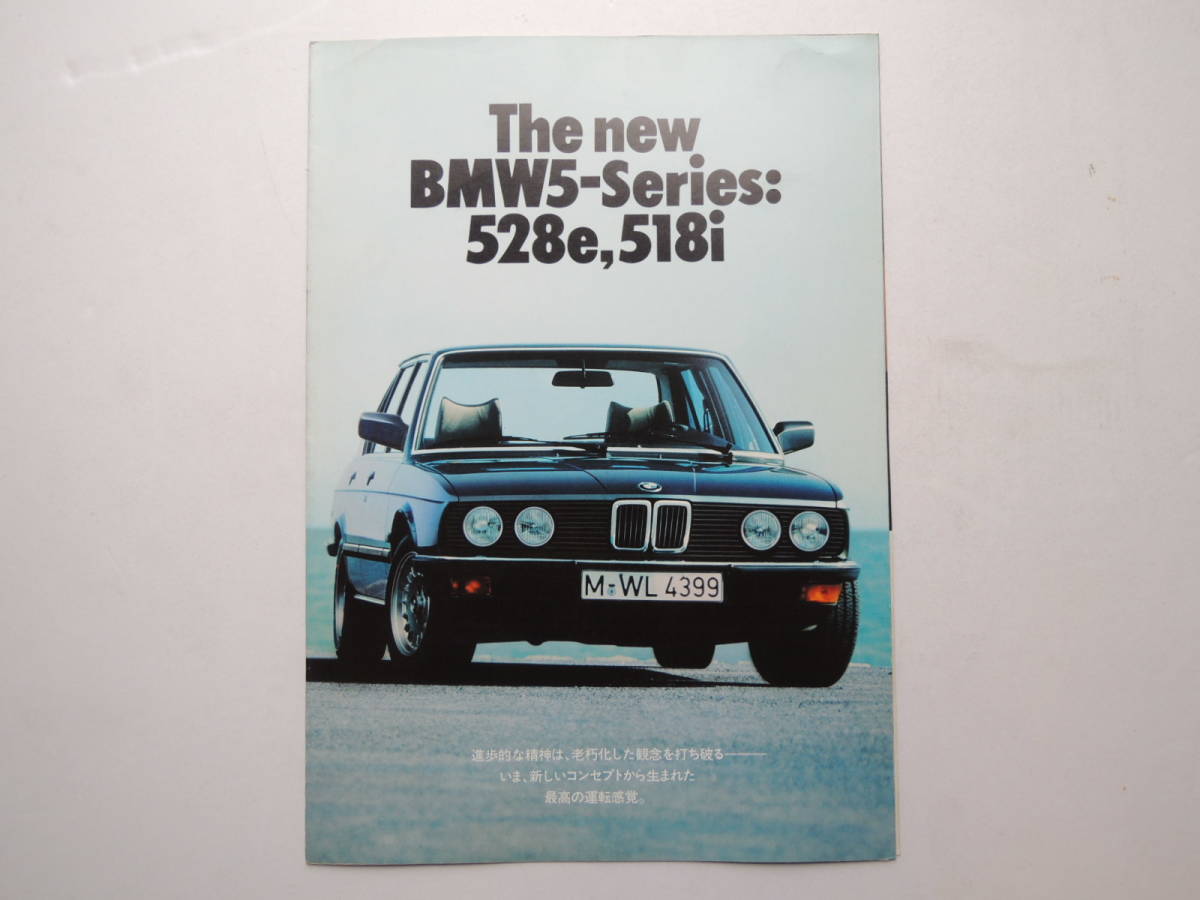 The new
BMW5-Series:
528e,518i
M-WL 4399
進歩的な精神は、老朽化した観念を打ち破る———
いま、新しいコンセプトから生まれた
最高の運転感覚。